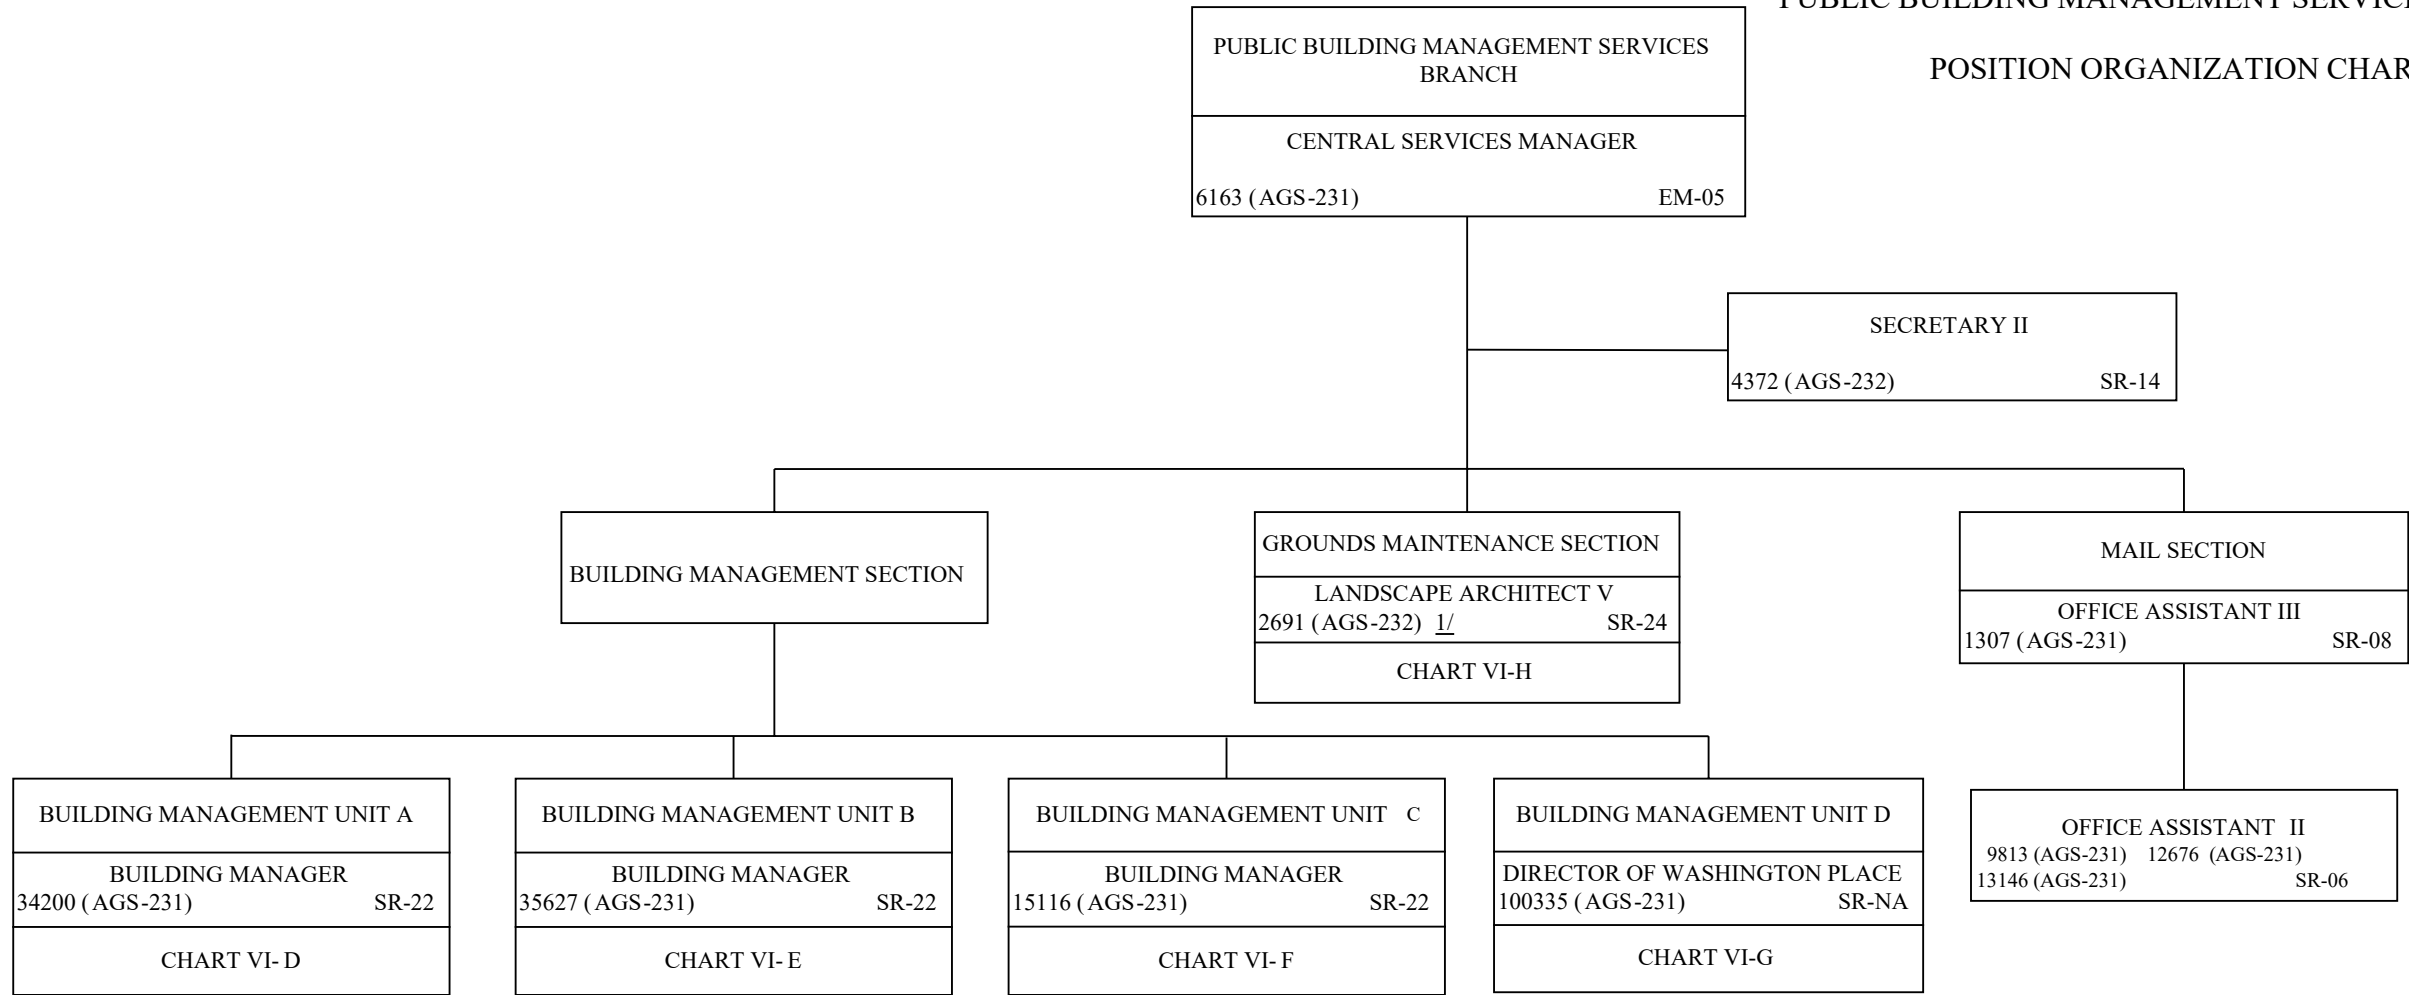 PUBLIC BUILDING MANAGEMENT
POSITION ORGANIZATION
PUBLIC BUILDING MANAGEMENT SERVICES
BRANCH
CENTRAL SERVICES MANAGER
6163 (AGS-231) EM-05
SECRETARY II
4372 (AGS-232) SR-14
BUILDING MANAGEMENT SECTION
GROUNDS MAINTENANCE SECTION
LANDSCAPE ARCHITECT V
2691 (AGS-232) 1/ SR-24
CHART VI-H
MAIL SECTION
OFFICE ASSISTANT III
1307 (AGS-231) SR-08
BUILDING MANAGEMENT UNIT A
BUILDING MANAGER
34200 (AGS-231) SR-22
CHART VI- D
BUILDING MANAGEMENT UNIT B
BUILDING MANAGER
35627 (AGS-231) SR-22
CHART VI- E
BUILDING MANAGEMENT UNIT C
BUILDING MANAGER
15116 (AGS-231) SR-22
CHART VI- F
BUILDING MANAGEMENT UNIT D
DIRECTOR OF WASHINGTON PLACE
100335 (AGS-231) SR-NA
CHART VI-G
OFFICE ASSISTANT II
9813 (AGS-231) 12676 (AGS-231)
13146 (AGS-231) SR-06